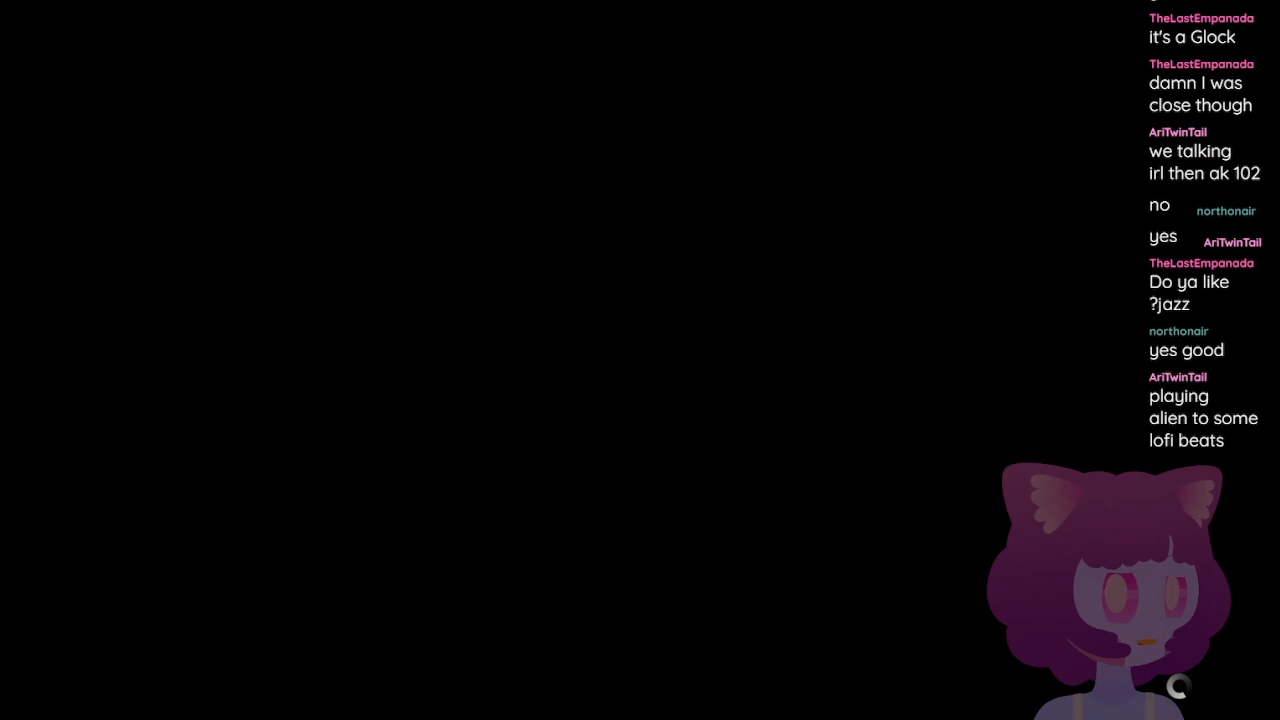 TheLastEmpanada
it's a Glock
TheLastEmpanada
damn I was
close though
AriTwinTail
we talking
irl then ak 102
no northonair
yes AriTwinTail
TheLastEmpanada
Do ya like
?jazz
northonair
yes good
AriTwinTail
playing
alien to some
lofi beats